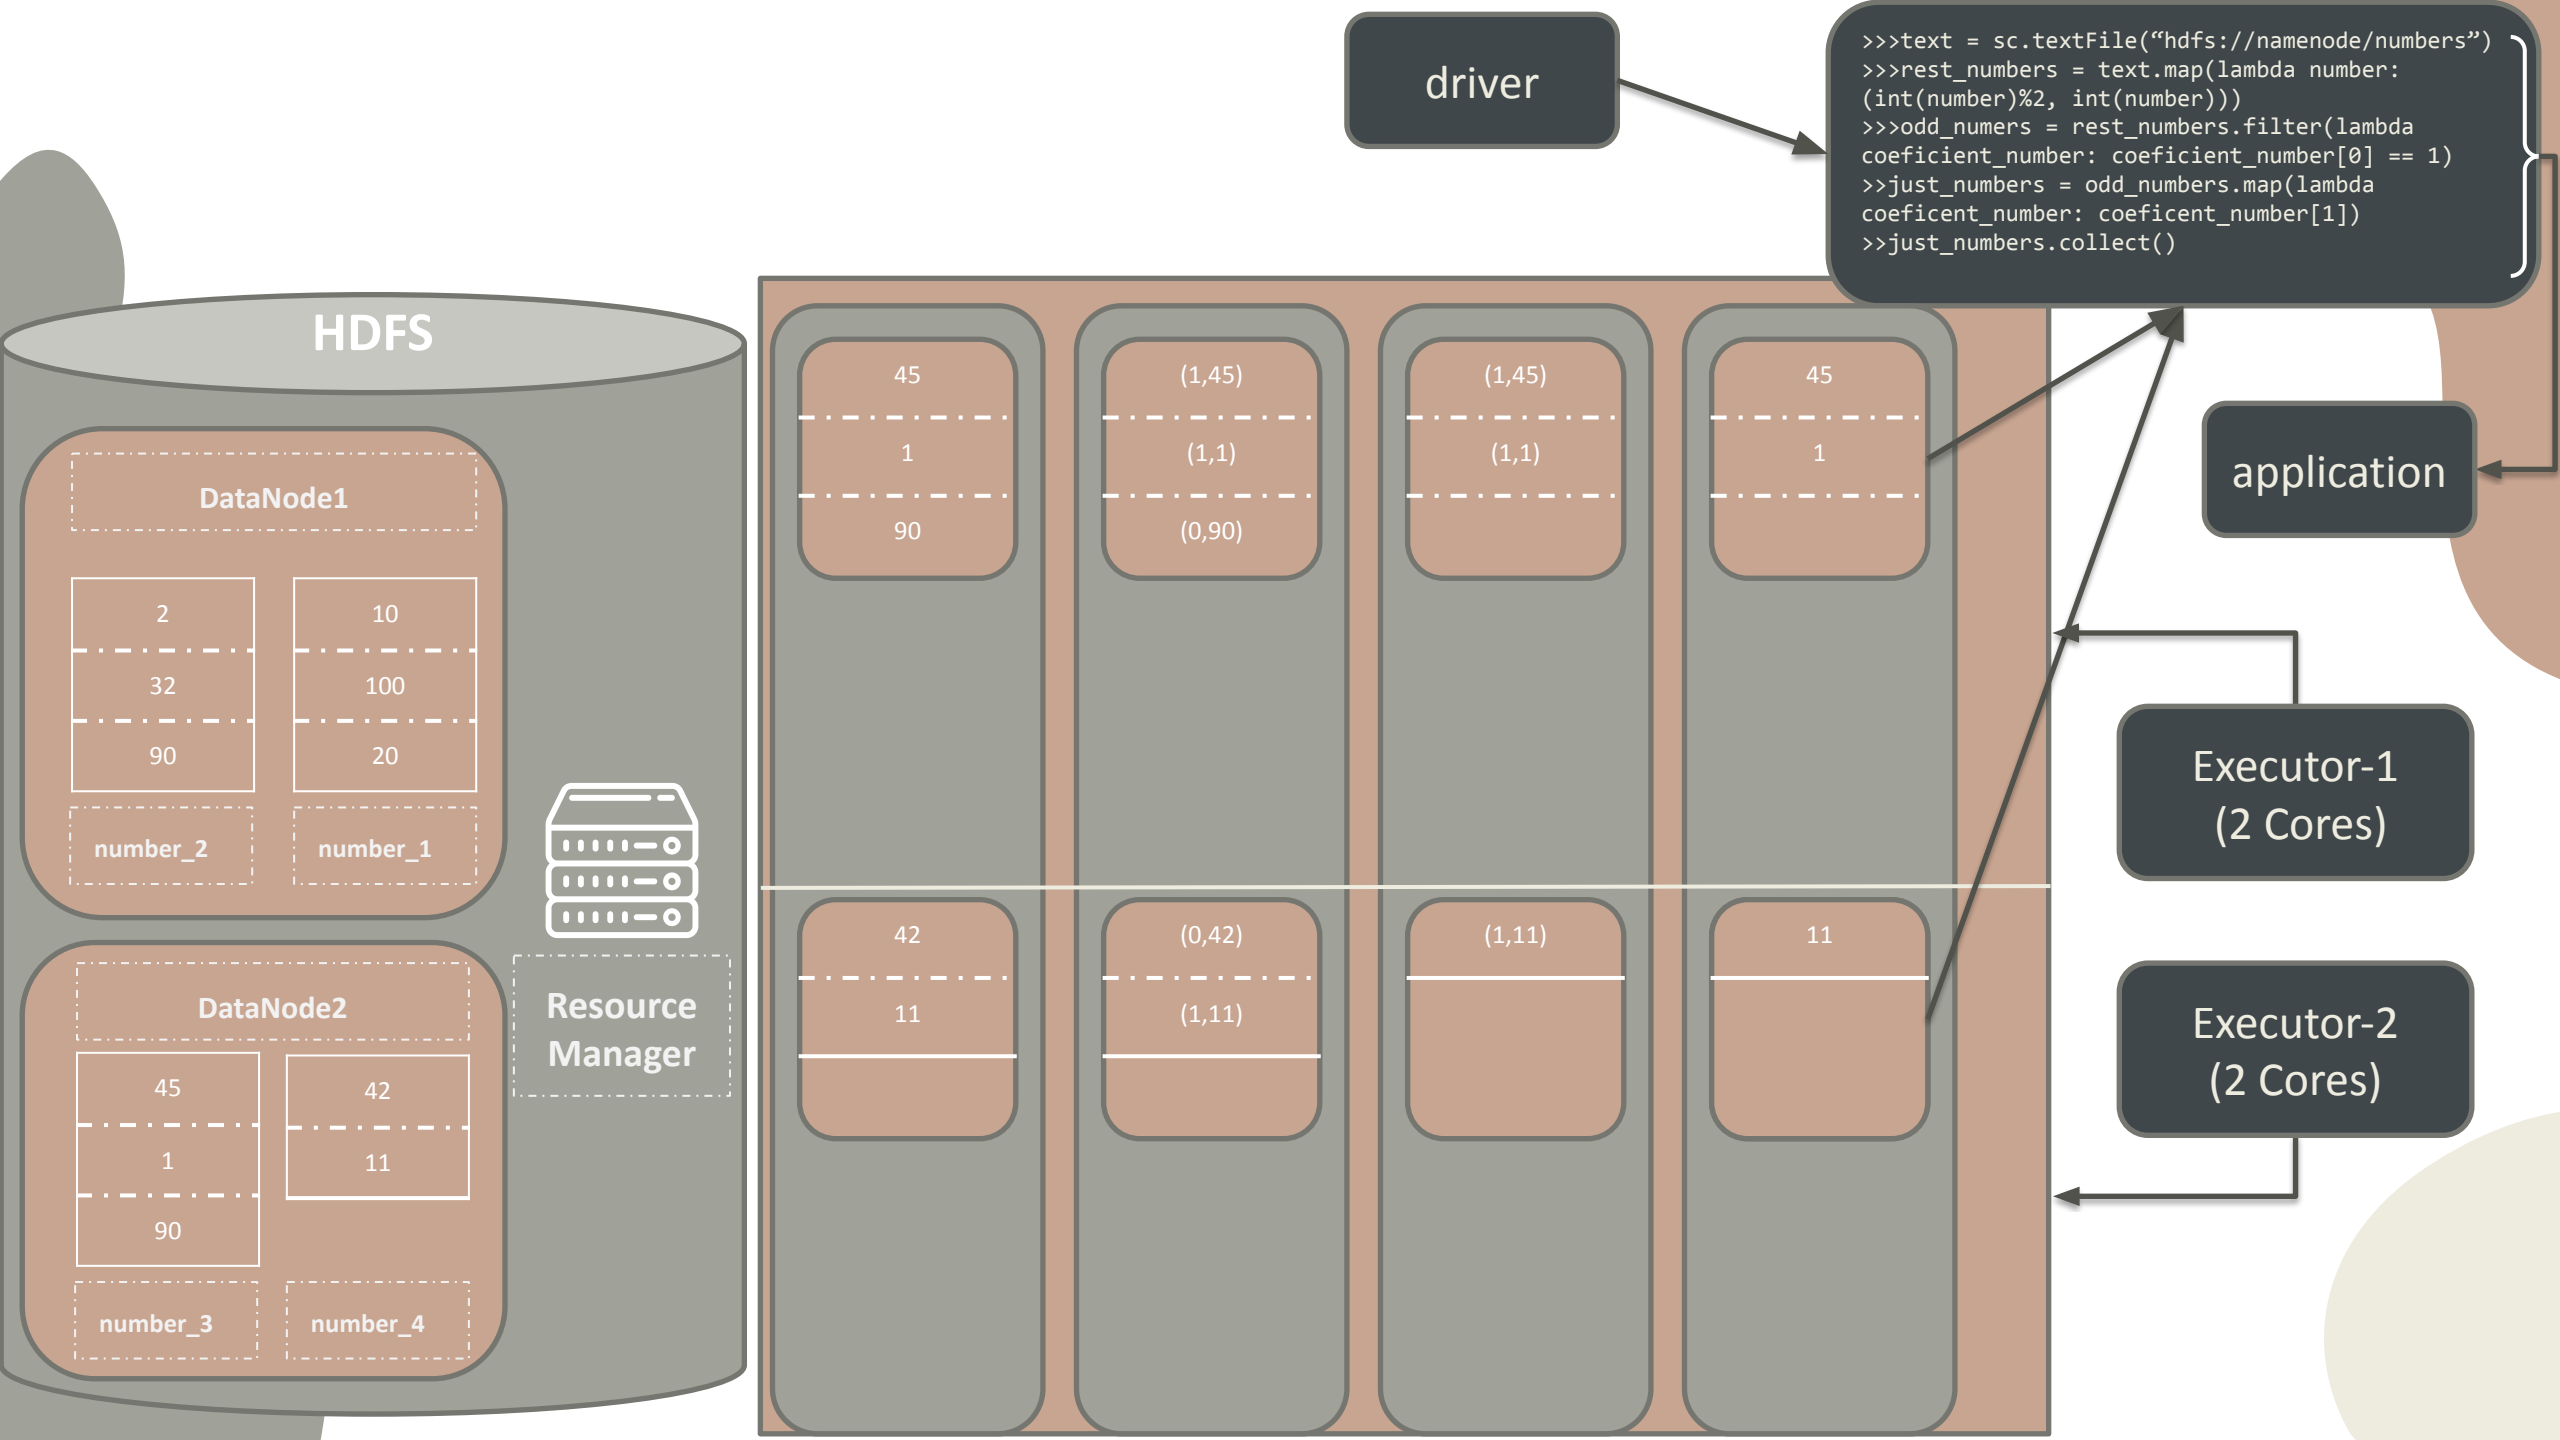 driver
>>>text = sc.textFile(“hdfs://namenode/numbers”)
>>>rest_numbers = text.map(lambda number:
(int(number)%2, int(number)))
>>>odd_numers = rest_numbers.filter(lambda
coeficient_number: coeficient_number[0] == 1)
>>just_numbers = odd_numbers.map(lambda
coeficent_number: coeficent_number[1])
>>just_numbers.collect()
application
HDFS
DataNode1
2
32
90
number_2
10
100
20
number_1
DataNode2
45
1
90
number_3
42
11
number_4
Resource
Manager
45
1
90
(1,45)
(1,1)
(0,90)
(1,45)
(1,1)
45
1
42
11
(0,42)
(1,11)
(1,11)
11
Executor-1
(2 Cores)
Executor-2
(2 Cores)